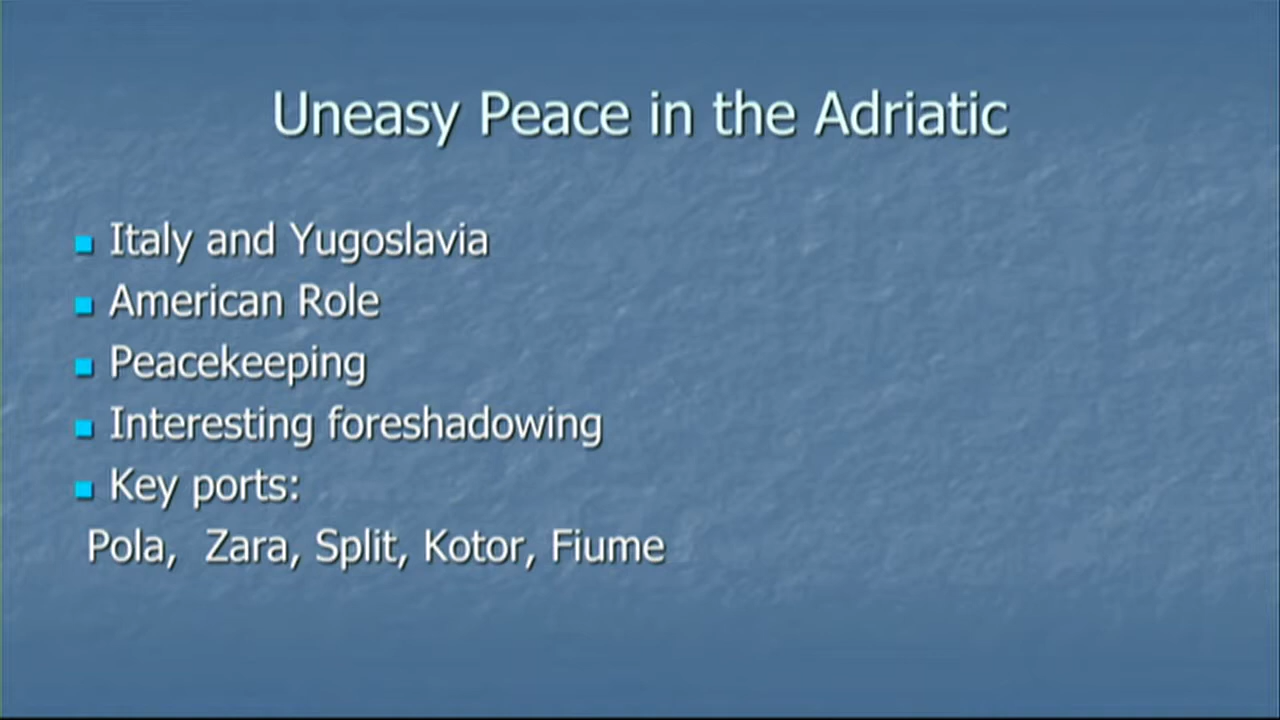 Uneasy Peace in the Adriatic
Italy and Yugoslavia
American Role
Peacekeeping
Interesting foreshadowing
Key ports:
Pola,  Zara, Split, Kotor, Fiume